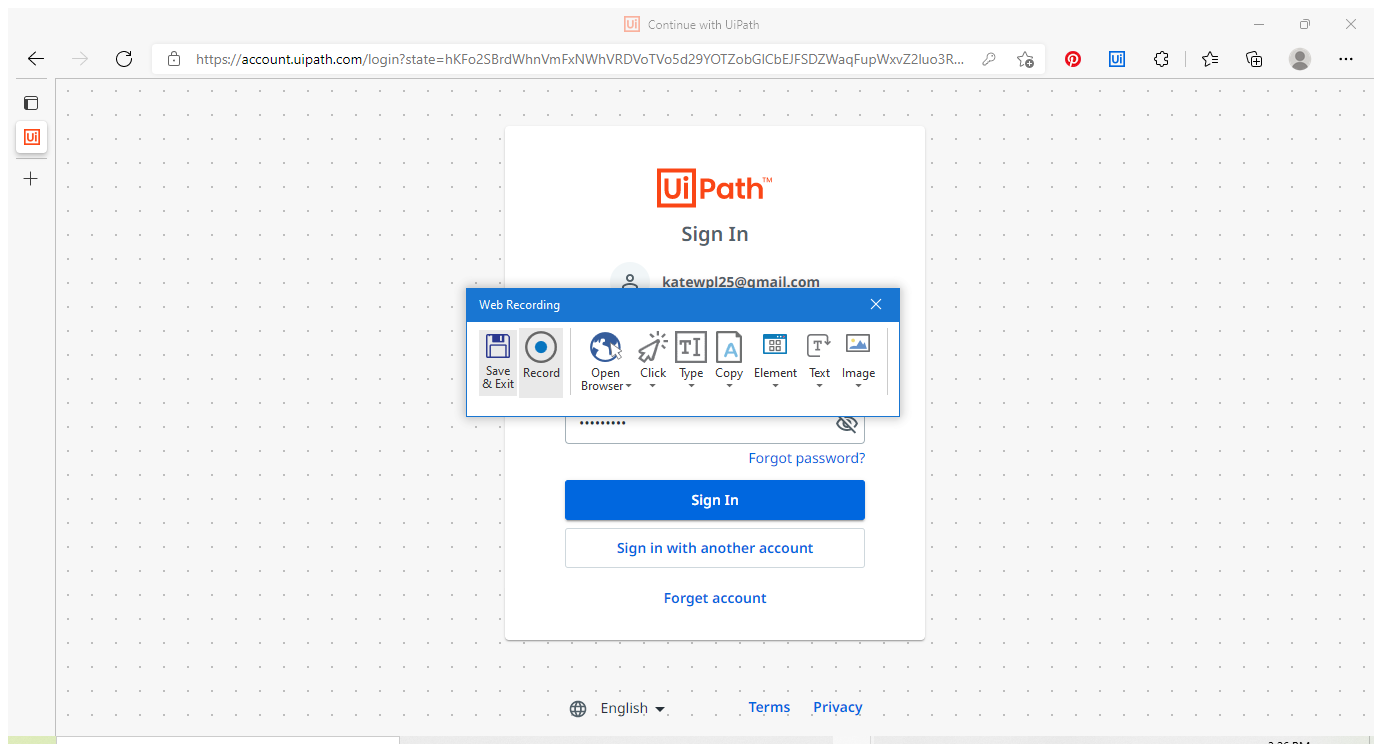 Ui Continue with UiPath
https://account.uipath.com/login?state=hKFo2SBrdWhnVmFxNWhVRDVoTVo5d29YOTZobGlCbEJFSDZWaqFupWxvZ2luo3R...
Ui
Ui
UiPath™
Sign In
katewpl25@gmail.com
Web Recording
Save & Exit
Record
Open Browser
Click
TI
Type
A
Copy
Element
T
Text
Image
•••••••••
Forgot password?
Sign In
Sign in with another account
Forget account
English
Terms
Privacy